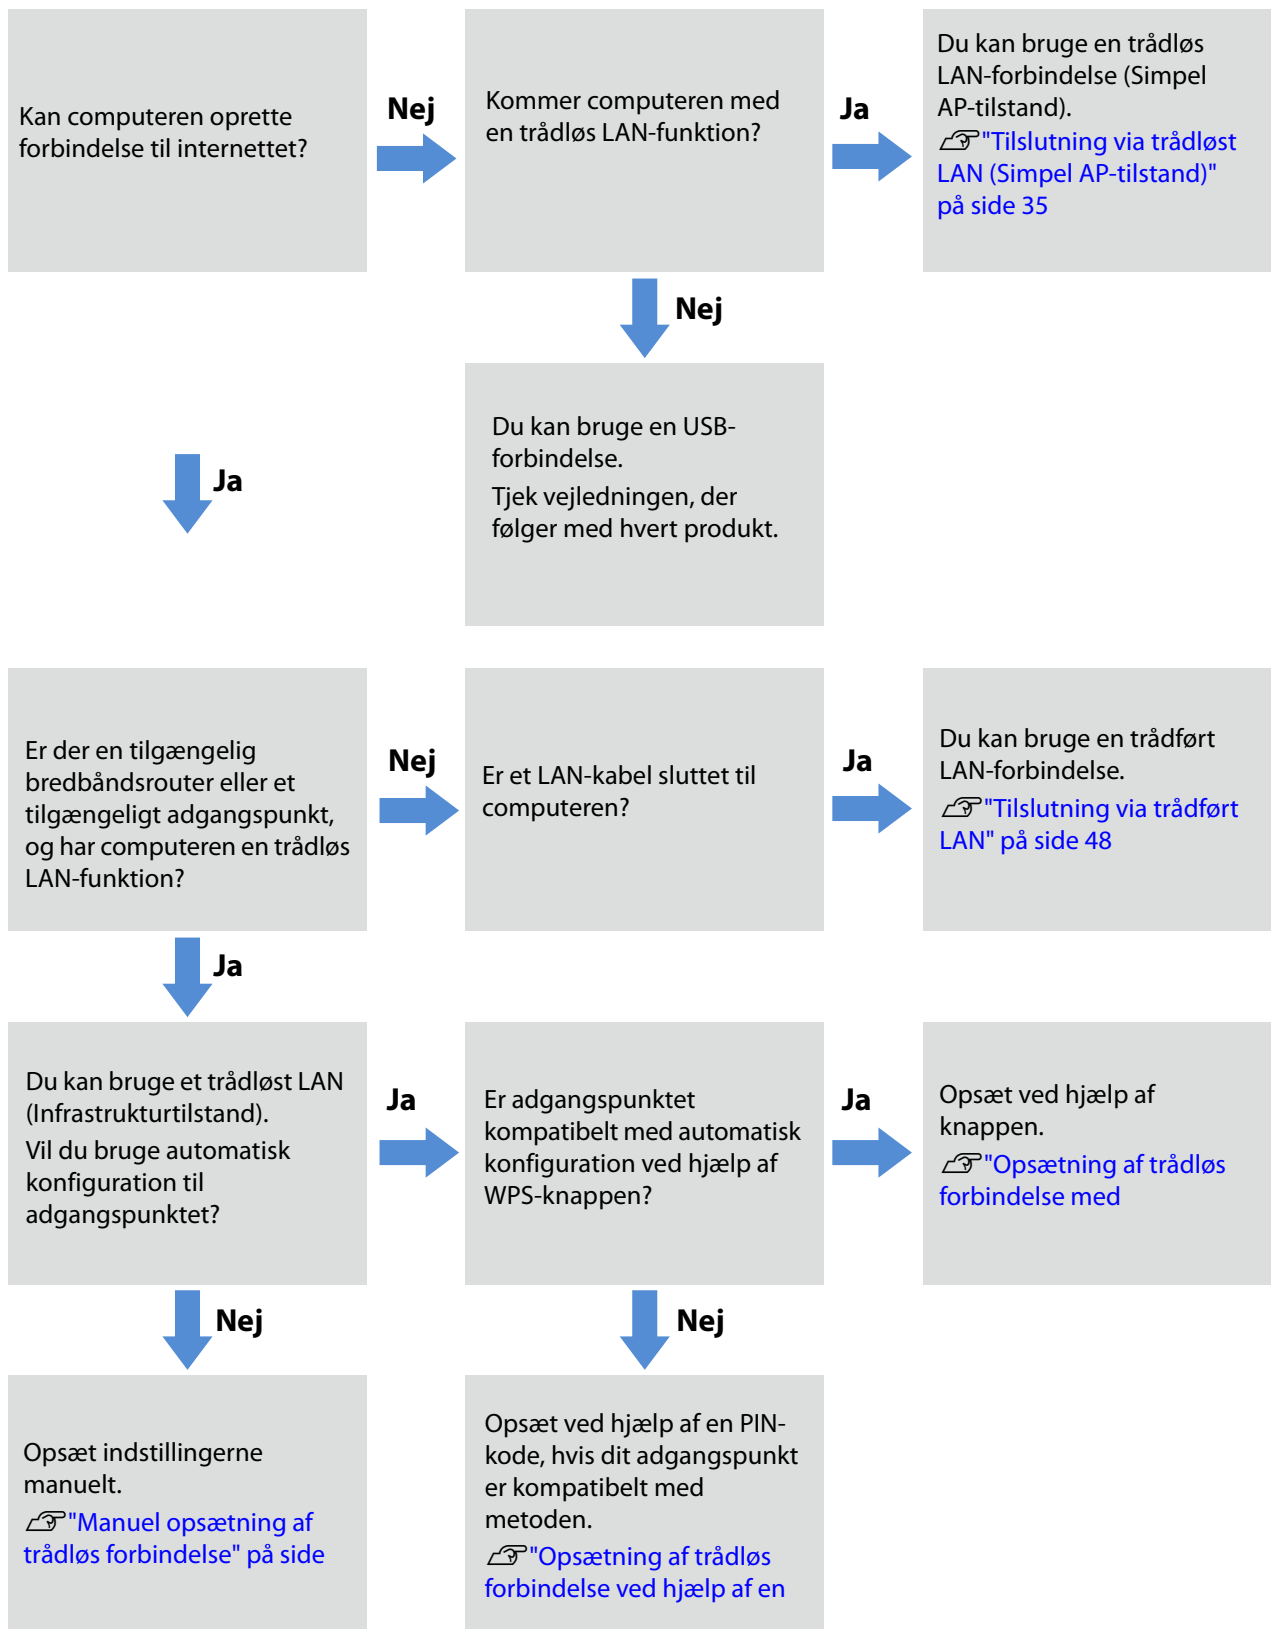 Kan computeren oprette
forbindelse til internettet?
Nej
Kommer computeren med
en trådløs LAN-funktion?
Ja
Du kan bruge en trådløs
LAN-forbindelse (Simpel
AP-tilstand).
"Tilslutning via trådløst
LAN (Simpel AP-tilstand)"
på side 35
Nej
Du kan bruge en USB-
forbindelse.
Tjek vejledningen, der
følger med hvert produkt.
Ja
Er der en tilgængelig
bredbåndsrouter eller et
tilgængeligt adgangspunkt,
og har computeren en trådløs
LAN-funktion?
Nej
Er et LAN-kabel sluttet til
computeren?
Ja
Du kan bruge en trådført
LAN-forbindelse.
"Tilslutning via trådført
LAN" på side 48
Ja
Du kan bruge et trådløst LAN
(Infrastrukturtilstand).
Vil du bruge automatisk
konfiguration til
adgangspunktet?
Ja
Er adgangspunktet
kompatibelt med automatisk
konfiguration ved hjælp af
WPS-knappen?
Ja
Opsæt ved hjælp af
knappen.
"Opsætning af trådløs
forbindelse med
Nej
Nej
Opsæt indstillingerne
manuelt.
"Manuel opsætning af
trådløs forbindelse" på side
Opsæt ved hjælp af en PIN-
kode, hvis dit adgangspunkt
er kompatibelt med
metoden.
"Opsætning af trådløs
forbindelse ved hjælp af en